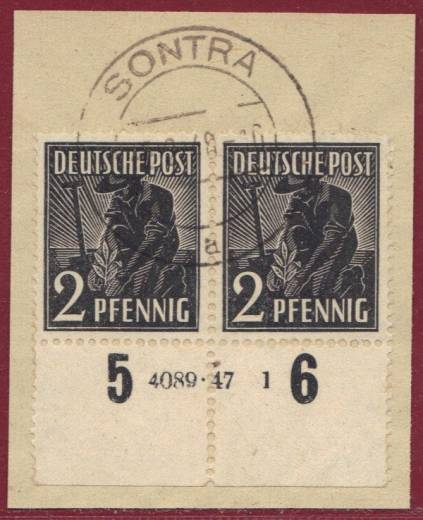 SONTRA
DEUTSCHE POST DEUTSCHE POST
2 PFENNIG 2 PFENNIG
5 4089·47 1 6